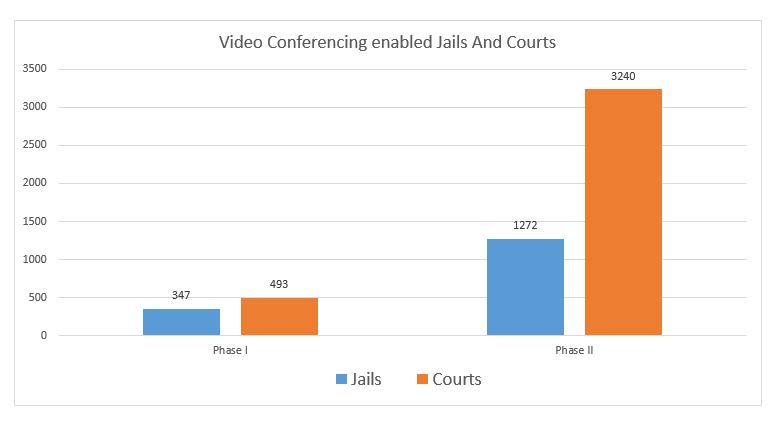 Video Conferencing enabled Jails And Courts
3500
3240
3000
2500
2000
1500
1272
1000
500
493
347
0
Phase I
Phase II
Jails
Courts